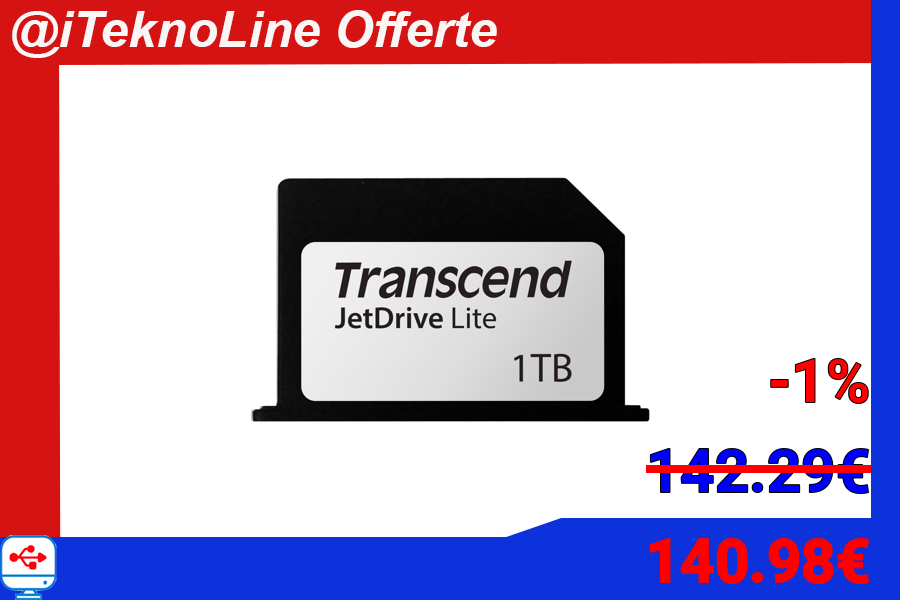 @iTeknoLine Offerte
Transcend
JetDrive Lite
1TB
-1%
142.29€
140.98€